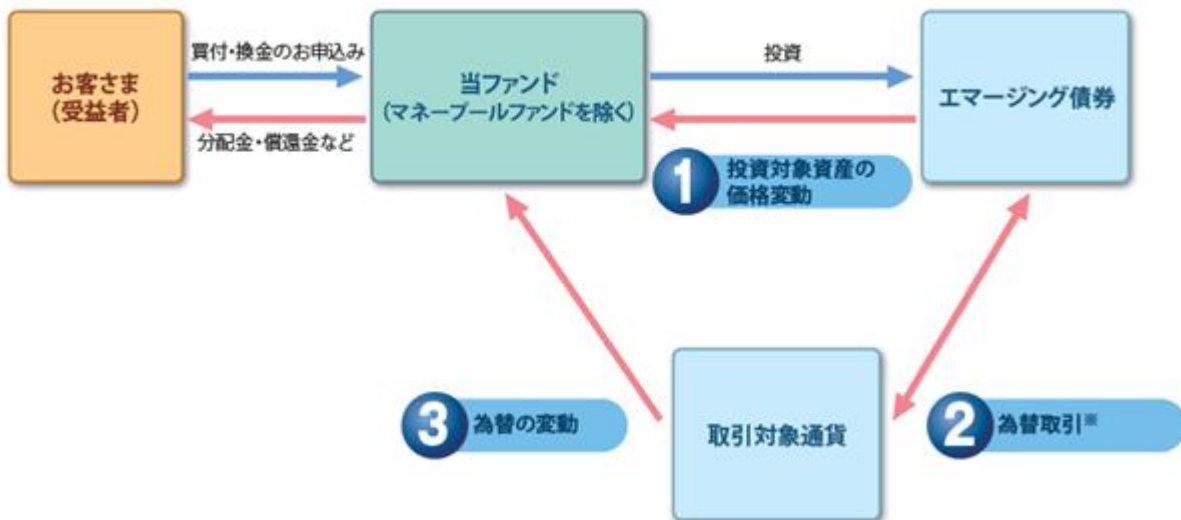 買付・換金のお申込み
投資
お客さま
(受益者)
当ファンド
(マネープールファンドを除く)
エマージング債券
分配金・償還金など
1 投資対象資産の
価格変動
3 為替の変動
取引対象通貨
2 為替取引※